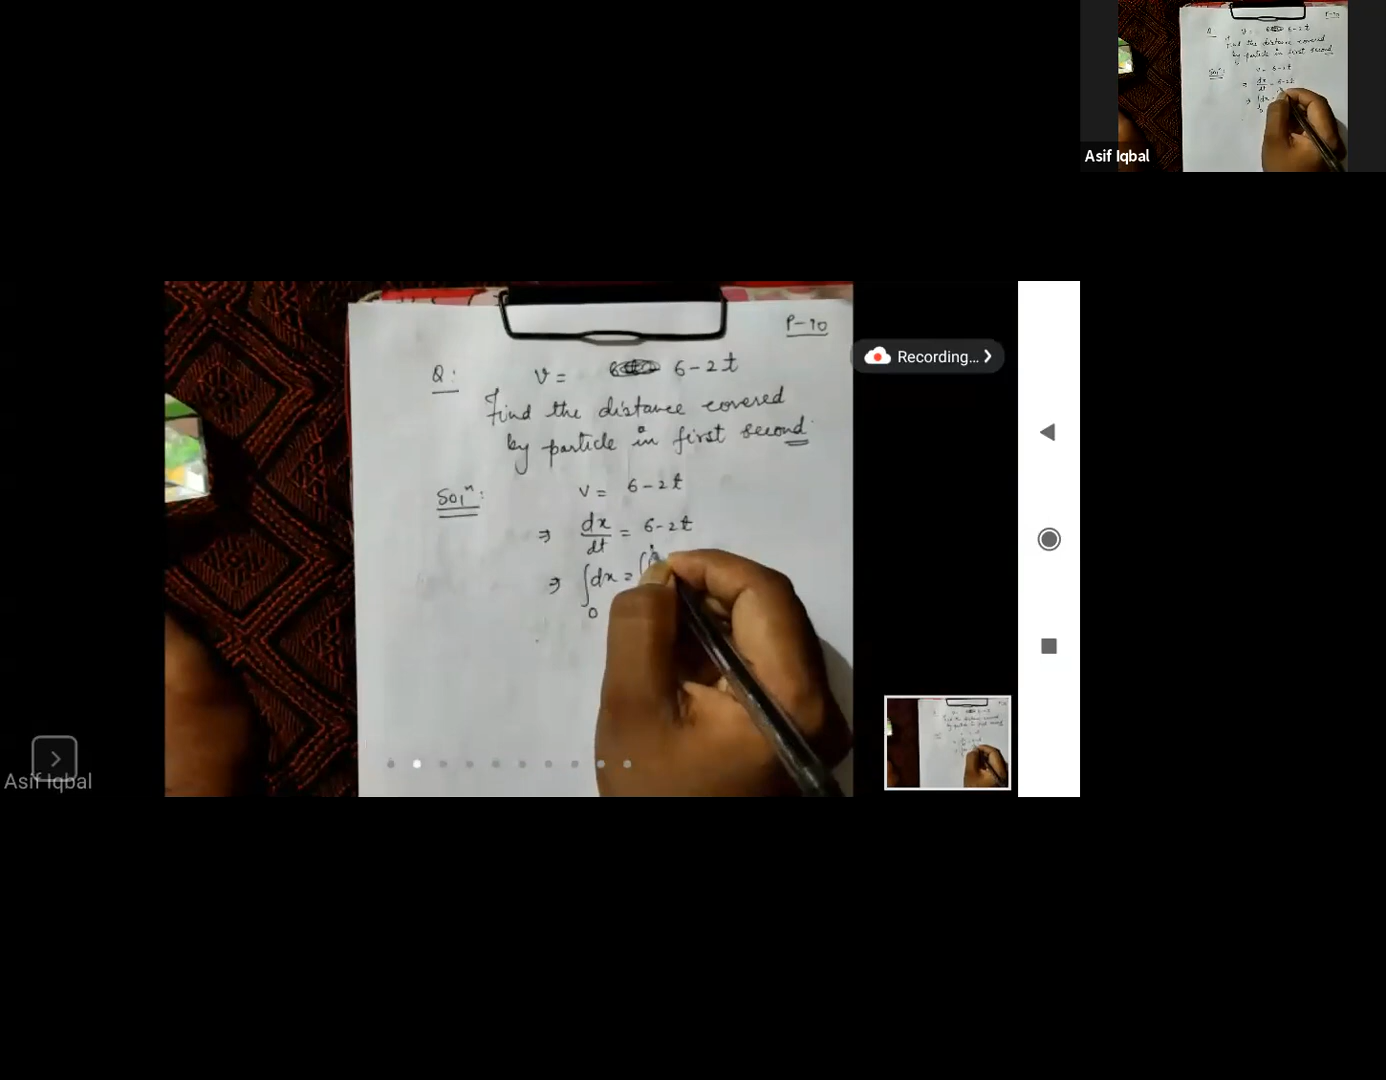 Asif Iqbal
P-10
Recording...
Q: v = 6-2t
Find the distance covered
by particle in first second
Solⁿ: v = 6-2t
⇒ dx/dt = 6-2t
⇒ ∫dx =
0
Asif Iqbal